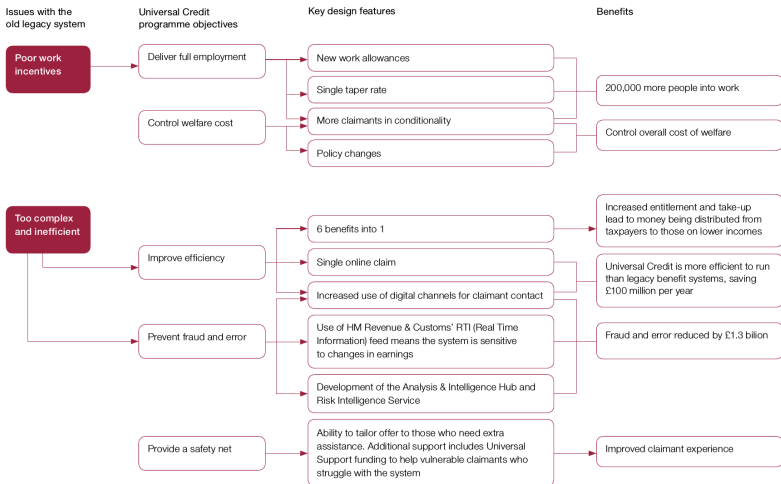 Issues with the
old legacy system
Universal Credit
programme objectives
Key design features
Benefits
Poor work
incentives
Deliver full employment
New work allowances
Single taper rate
200,000 more people into work
Control welfare cost
More claimants in conditionality
Control overall cost of welfare
Policy changes
Too complex
and inefficient
6 benefits into 1
Increased entitlement and take-up
lead to money being distributed from
taxpayers to those on lower incomes
Improve efficiency
Single online claim
Universal Credit is more efficient to run
than legacy benefit systems, saving
£100 million per year
Increased use of digital channels for claimant contact
Prevent fraud and error
Use of HM Revenue & Customs' RTI (Real Time
Information) feed means the system is sensitive
to changes in earnings
Fraud and error reduced by £1.3 bilion
Development of the Analysis & Intelligence Hub and
Risk Intelligence Service
Provide a safety net
Ability to tailor offer to those who need extra
assistance. Additional support includes Universal
Support funding to help vulnerable claimants who
struggle with the system
Improved claimant experience